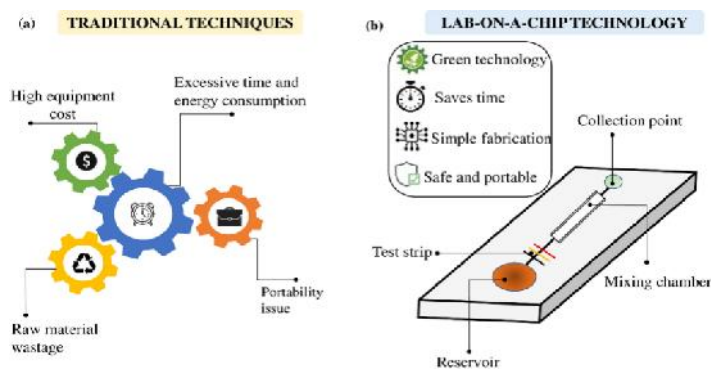 (a)
TRADITIONAL TECHNIQUES
High equipment
cost
Excessive time and
energy consumption
$
Raw material
wastage
Portability
issue
(b)
LAB-ON-A-CHIP TECHNOLOGY
Green technology
Saves time
Simple fabrication
Safe and portable
Collection point
Test strip
Mixing chamber
Reservoir